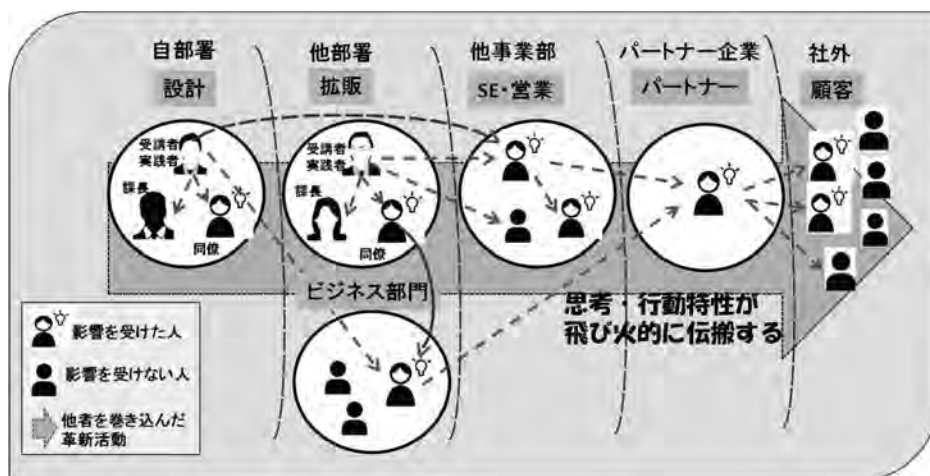 自部署
設計
他部署
拡販
他事業部
SE・営業
パートナー企業
パートナー
社外
顧客
受講者
実践者
課長
同僚
受講者
実践者
課長
同僚
ビジネス部門
思考・行動特性が
飛び火的に伝搬する
影響を受けた人
影響を受けない人
他者を巻き込んだ
革新活動